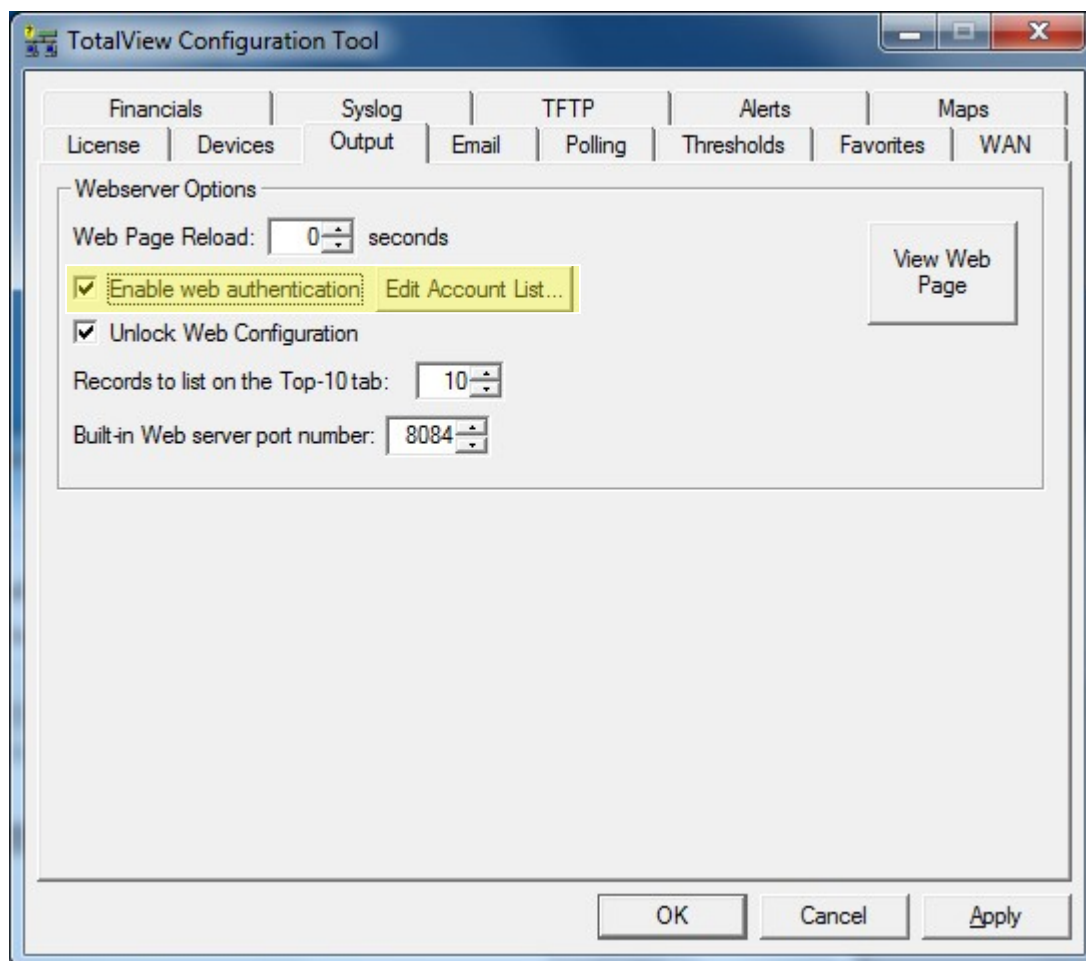 TotalView Configuration Tool
Financials Syslog TFTP Alerts Maps
License Devices Output Email Polling Thresholds Favorites WAN
Webserver Options
Web Page Reload: 0 seconds
View Web
Page
Enable web authentication Edit Account List...
Unlock Web Configuration
Records to list on the Top-10 tab: 10
Built-in Web server port number: 8084
OK Cancel Apply